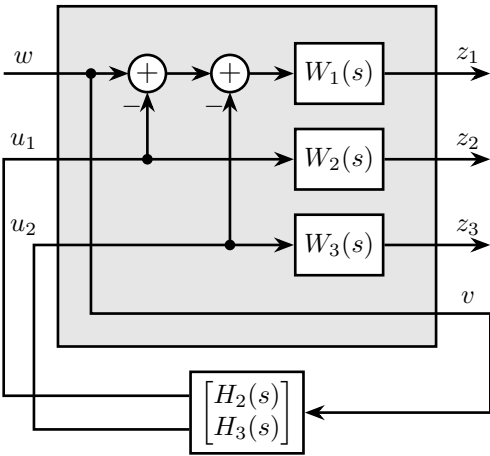 w
z₁
+
+
W₁(s)
−
−
u₁
z₂
W₂(s)
u₂
z₃
W₃(s)
v
[H₂(s)]
[H₃(s)]